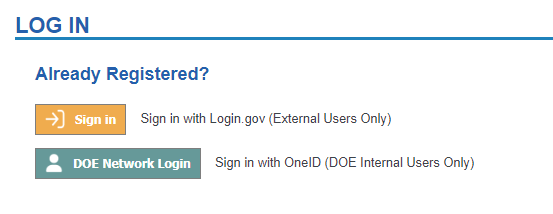 LOG IN
Already Registered?
Sign in Sign in with Login.gov (External Users Only)
DOE Network Login Sign in with OneID (DOE Internal Users Only)